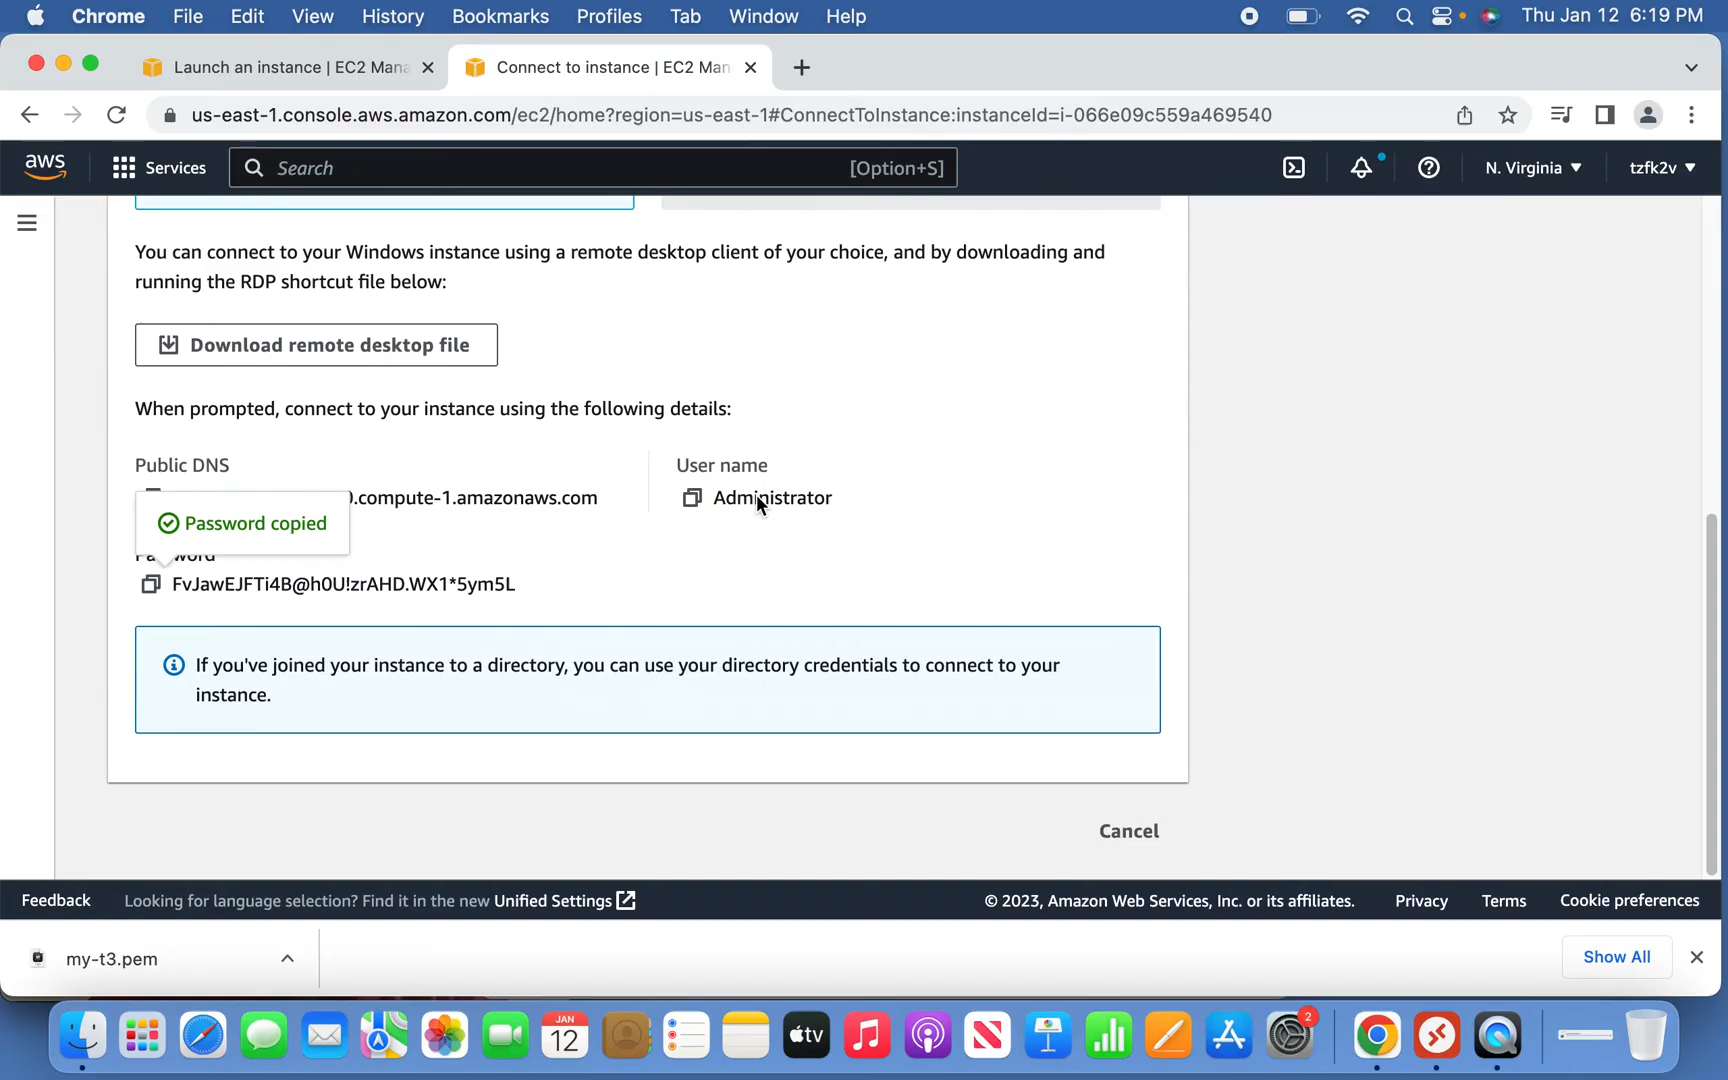 Chrome File Edit View History Bookmarks Profiles Tab Window Help Thu Jan 12 6:19 PM
Launch an instance | EC2 Mana Connect to instance | EC2 Man
us-east-1.console.aws.amazon.com/ec2/home?region=us-east-1#ConnectToInstance:instanceId=i-066e09c559a469540
aws Services Search [Option+S] N. Virginia tzfk2v
You can connect to your Windows instance using a remote desktop client of your choice, and by downloading and
running the RDP shortcut file below:
Download remote desktop file
When prompted, connect to your instance using the following details:
Public DNS User name
.compute-1.amazonaws.com Administrator
Password copied
Password
FvJawEJFTi4B@h0U!zrAHD.WX1*5ym5L
If you've joined your instance to a directory, you can use your directory credentials to connect to your
instance.
Cancel
Feedback Looking for language selection? Find it in the new Unified Settings © 2023, Amazon Web Services, Inc. or its affiliates. Privacy Terms Cookie preferences
my-t3.pem Show All
JAN
12
tv
2